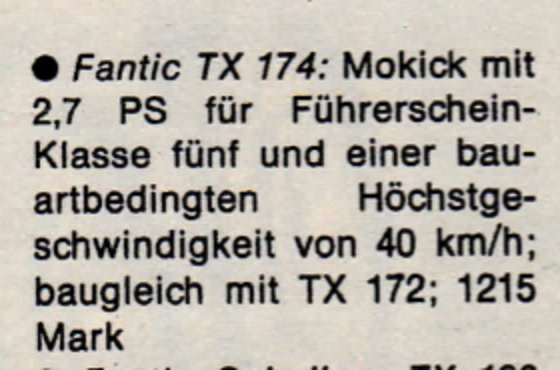 ● Fantic TX 174: Mokick mit
2,7 PS für Führerschein-
Klasse fünf und einer bau-
artbedingten Höchstge-
schwindigkeit von 40 km/h;
baugleich mit TX 172; 1215
Mark